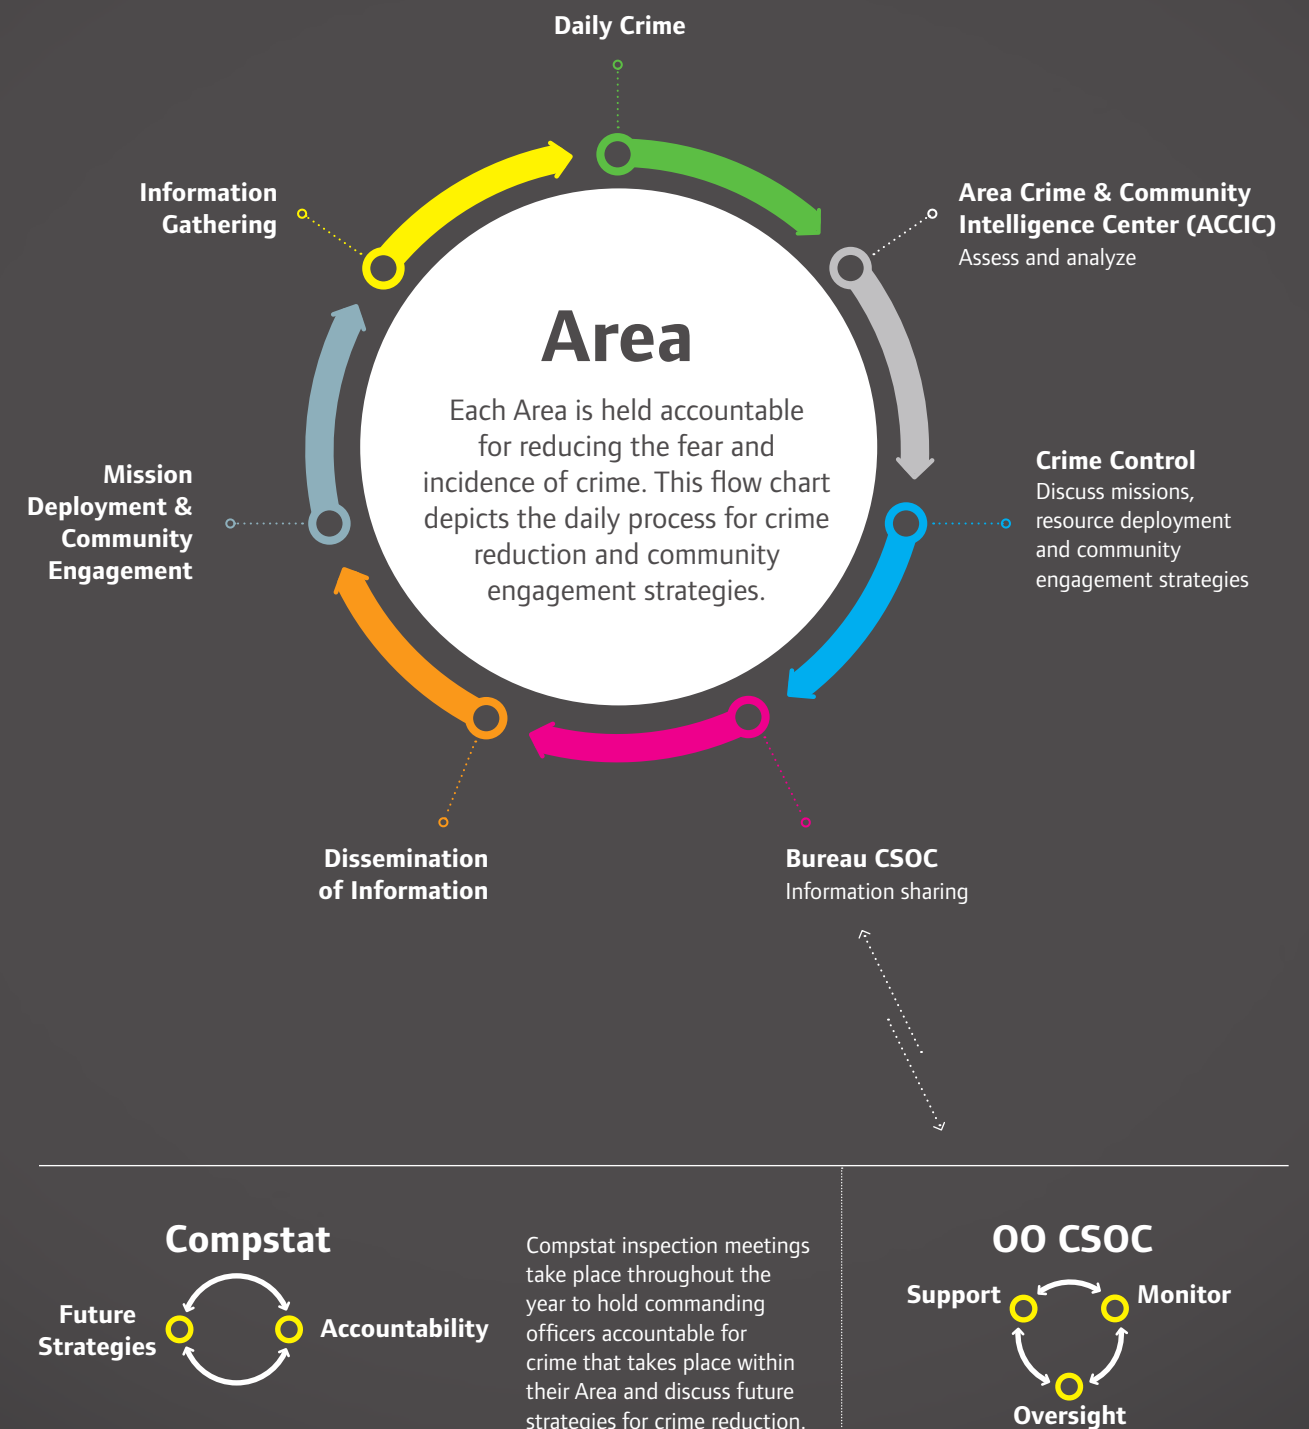 Daily Crime
Information
Gathering
Area Crime & Community
Intelligence Center (ACCIC)
Assess and analyze
Area
Each Area is held accountable
for reducing the fear and
incidence of crime. This flow chart
depicts the daily process for crime
reduction and community
engagement strategies.
Mission
Deployment &
Community
Engagement
Crime Control
Discuss missions,
resource deployment
and community
engagement strategies
Dissemination
of Information
Bureau CSOC
Information sharing
Compstat
Future
Strategies
Accountability
Compstat inspection meetings
take place throughout the
year to hold commanding
officers accountable for
crime that takes place within
their Area and discuss future
strategies for crime reduction.
OO CSOC
Support
Monitor
Oversight